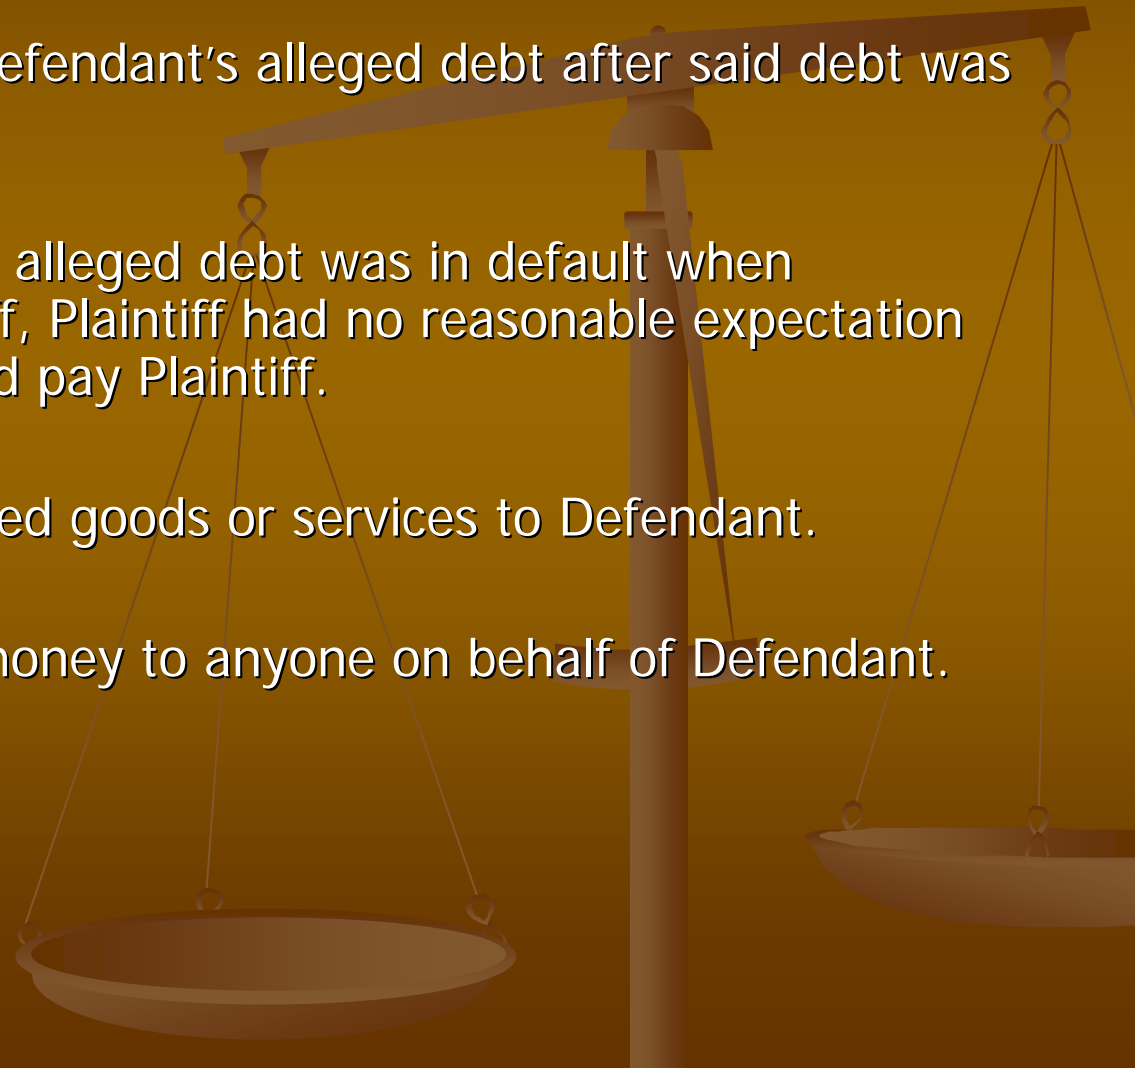 efendant's alleged debt after said debt was
alleged debt was in default when
f, Plaintiff had no reasonable expectation
d pay Plaintiff.
ed goods or services to Defendant.
oney to anyone on behalf of Defendant.